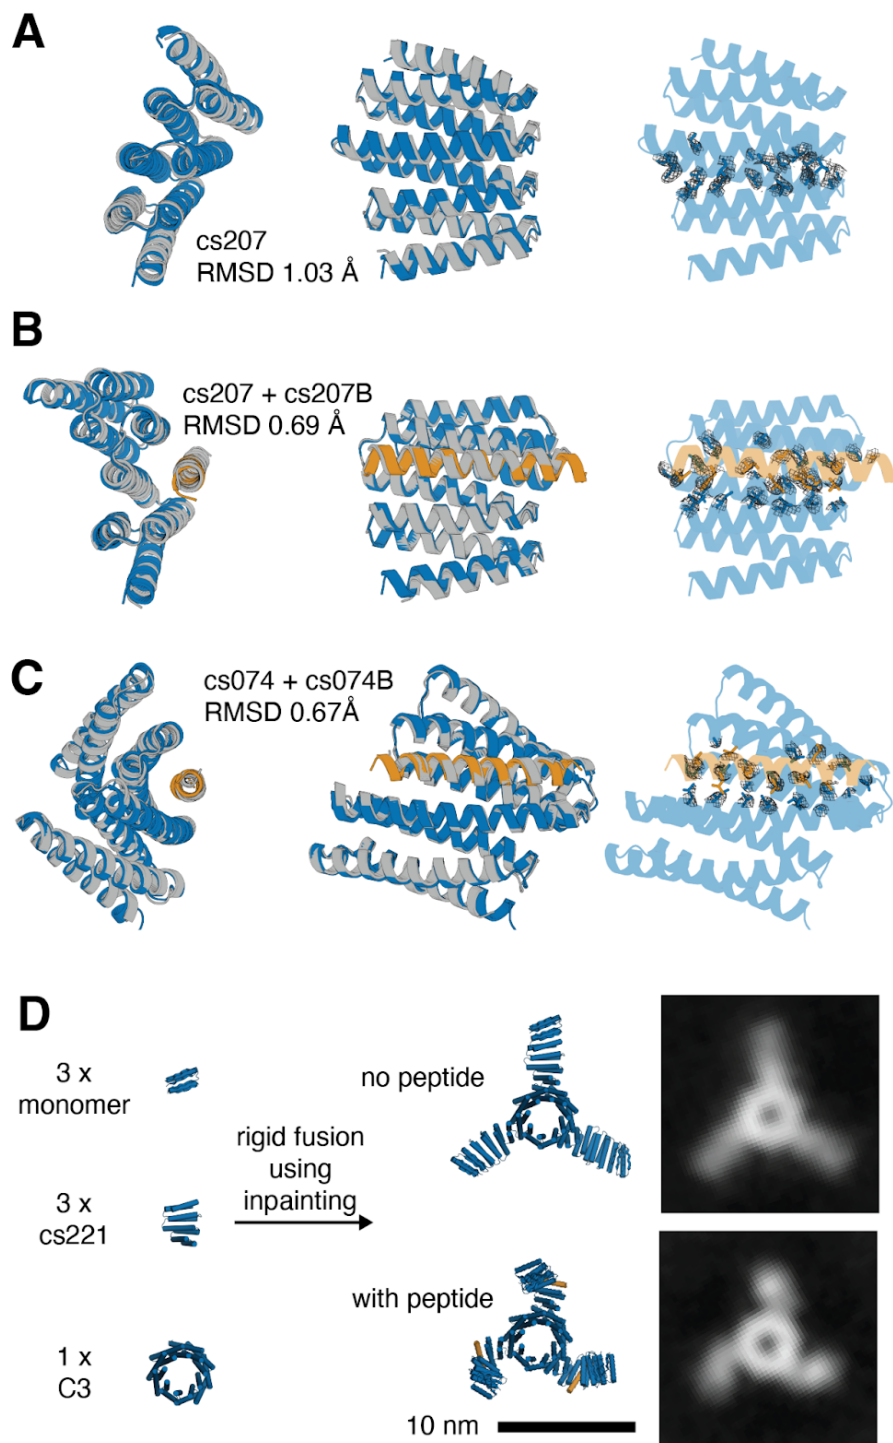 A
cs207
RMSD 1.03 Å
B
cs207 + cs207B
RMSD 0.69 Å
C
cs074 + cs074B
RMSD 0.67Å
D
3 x
monomer
3 x
cs221
1 x
C3
rigid fusion
using
inpainting
no peptide
with peptide
10 nm